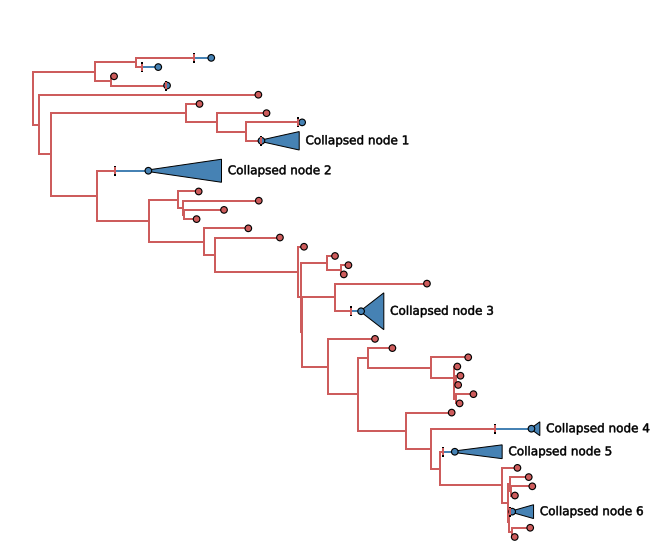 Collapsed node 1
Collapsed node 2
Collapsed node 3
Collapsed node 4
Collapsed node 5
Collapsed node 6